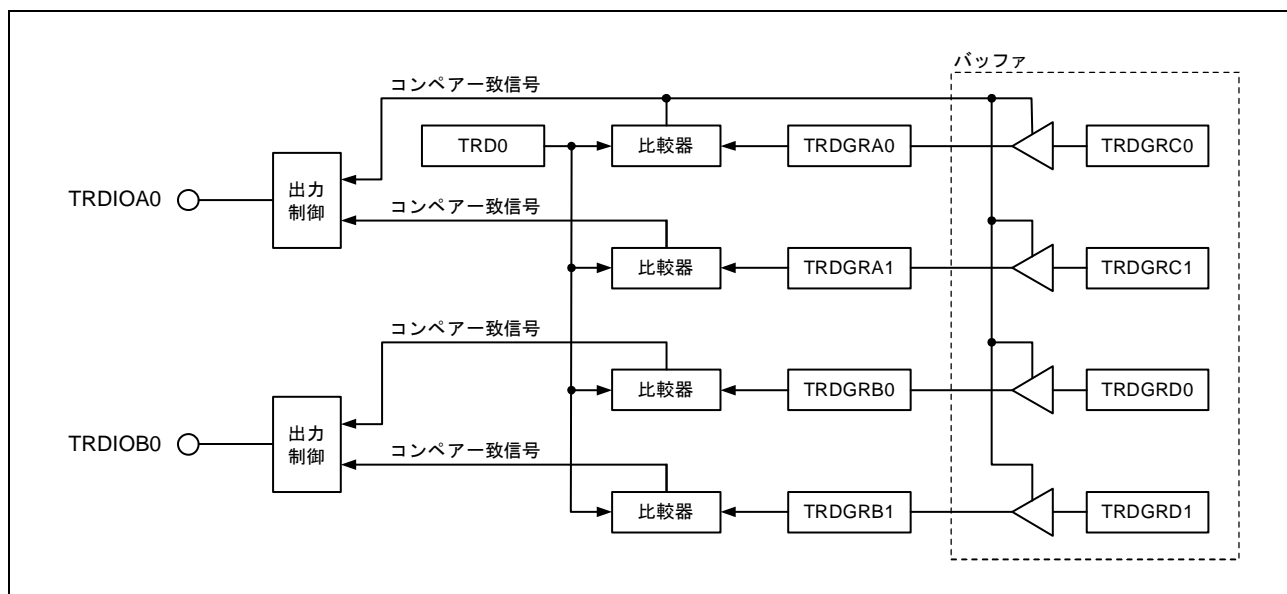 バッファ
コンペア一致信号
TRD0
比較器
TRDGRA0
TRDGRC0
TRDIOA0
出力
制御
コンペア一致信号
比較器
TRDGRA1
TRDGRC1
コンペア一致信号
比較器
TRDGRB0
TRDGRD0
TRDIOB0
出力
制御
コンペア一致信号
比較器
TRDGRB1
TRDGRD1